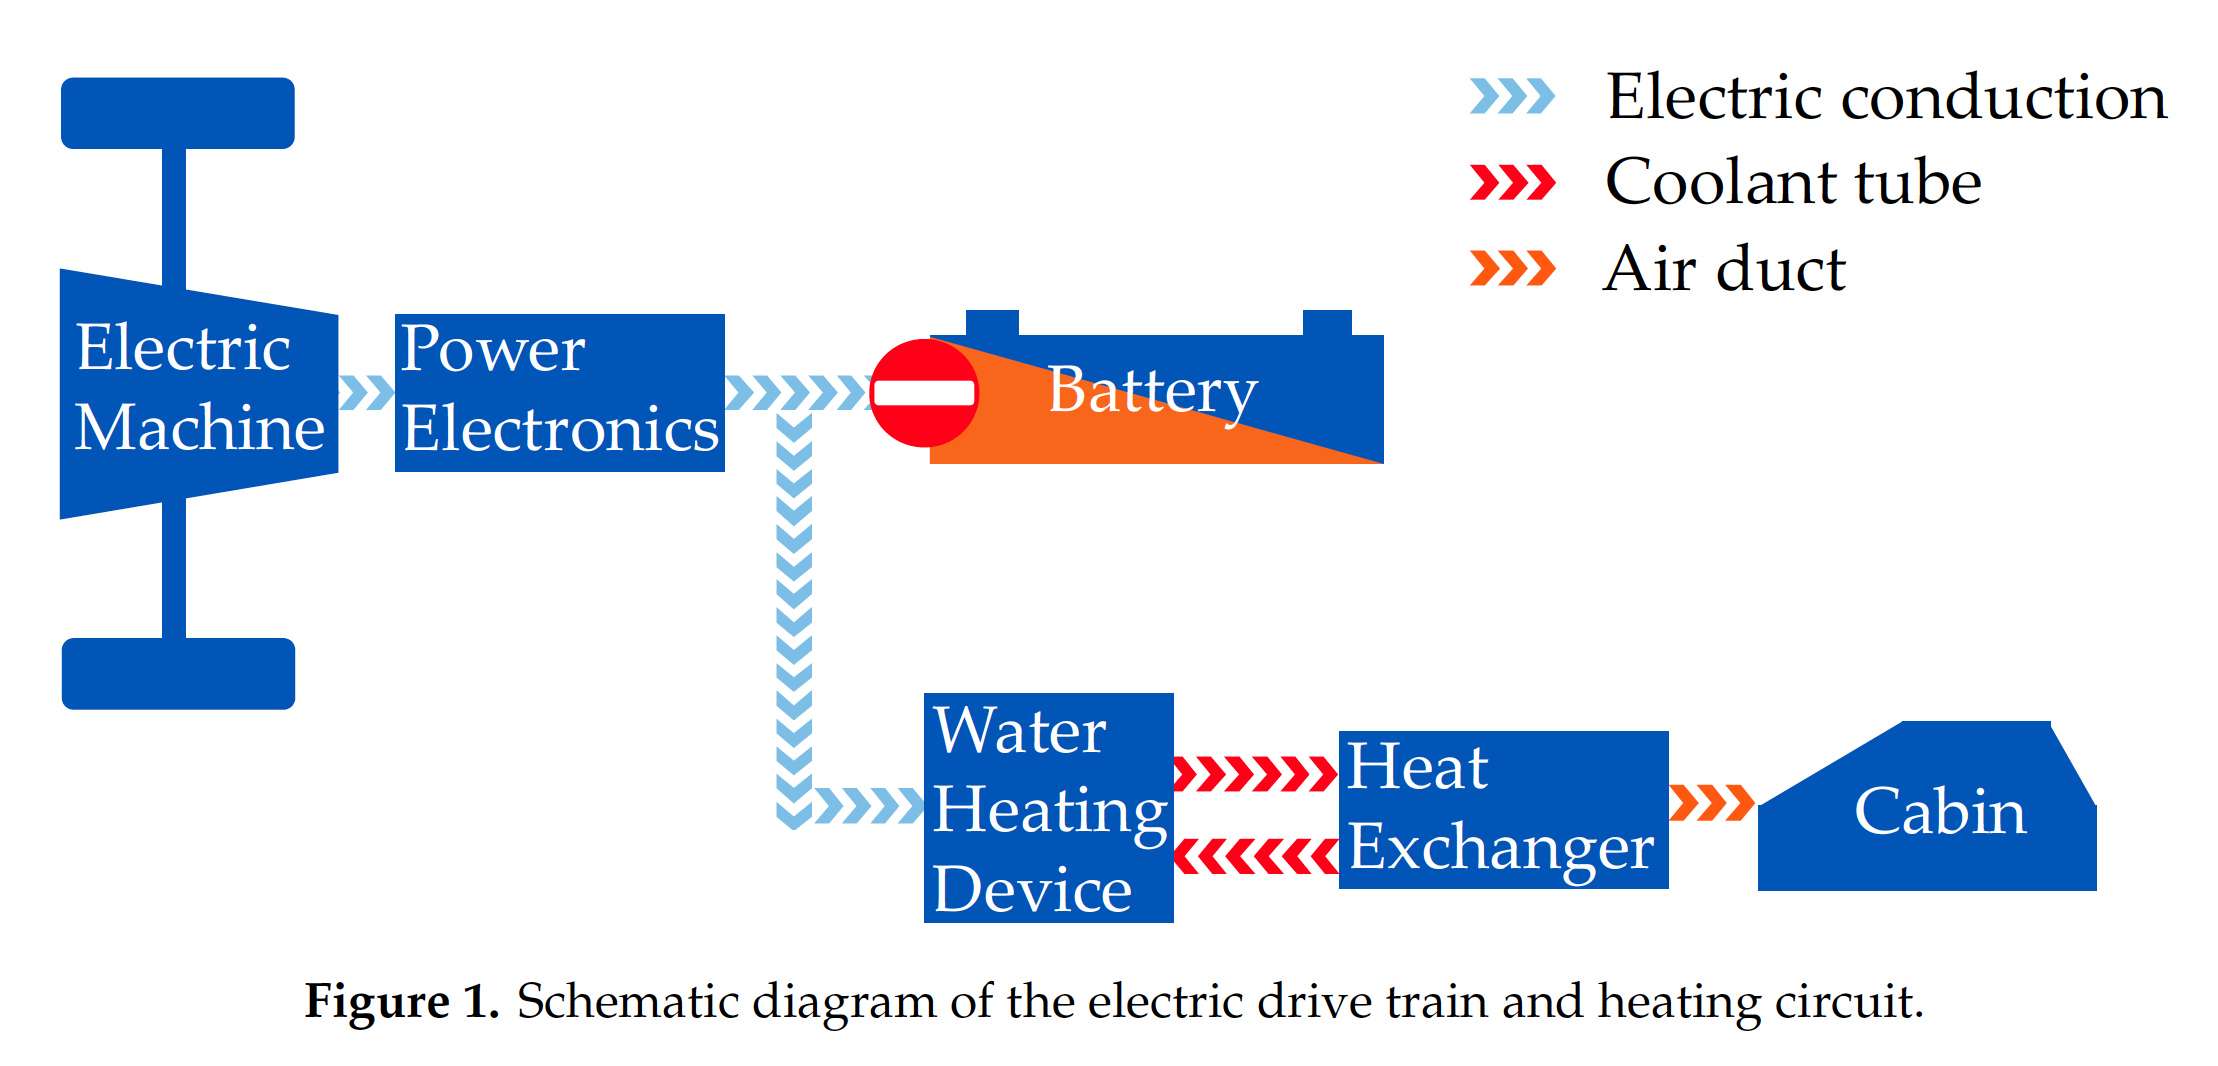 Electric conduction
Coolant tube
Air duct
Electric
Machine
Power
Electronics
Battery
Water
Heating
Device
Heat
Exchanger
Cabin
Figure 1. Schematic diagram of the electric drive train and heating circuit.